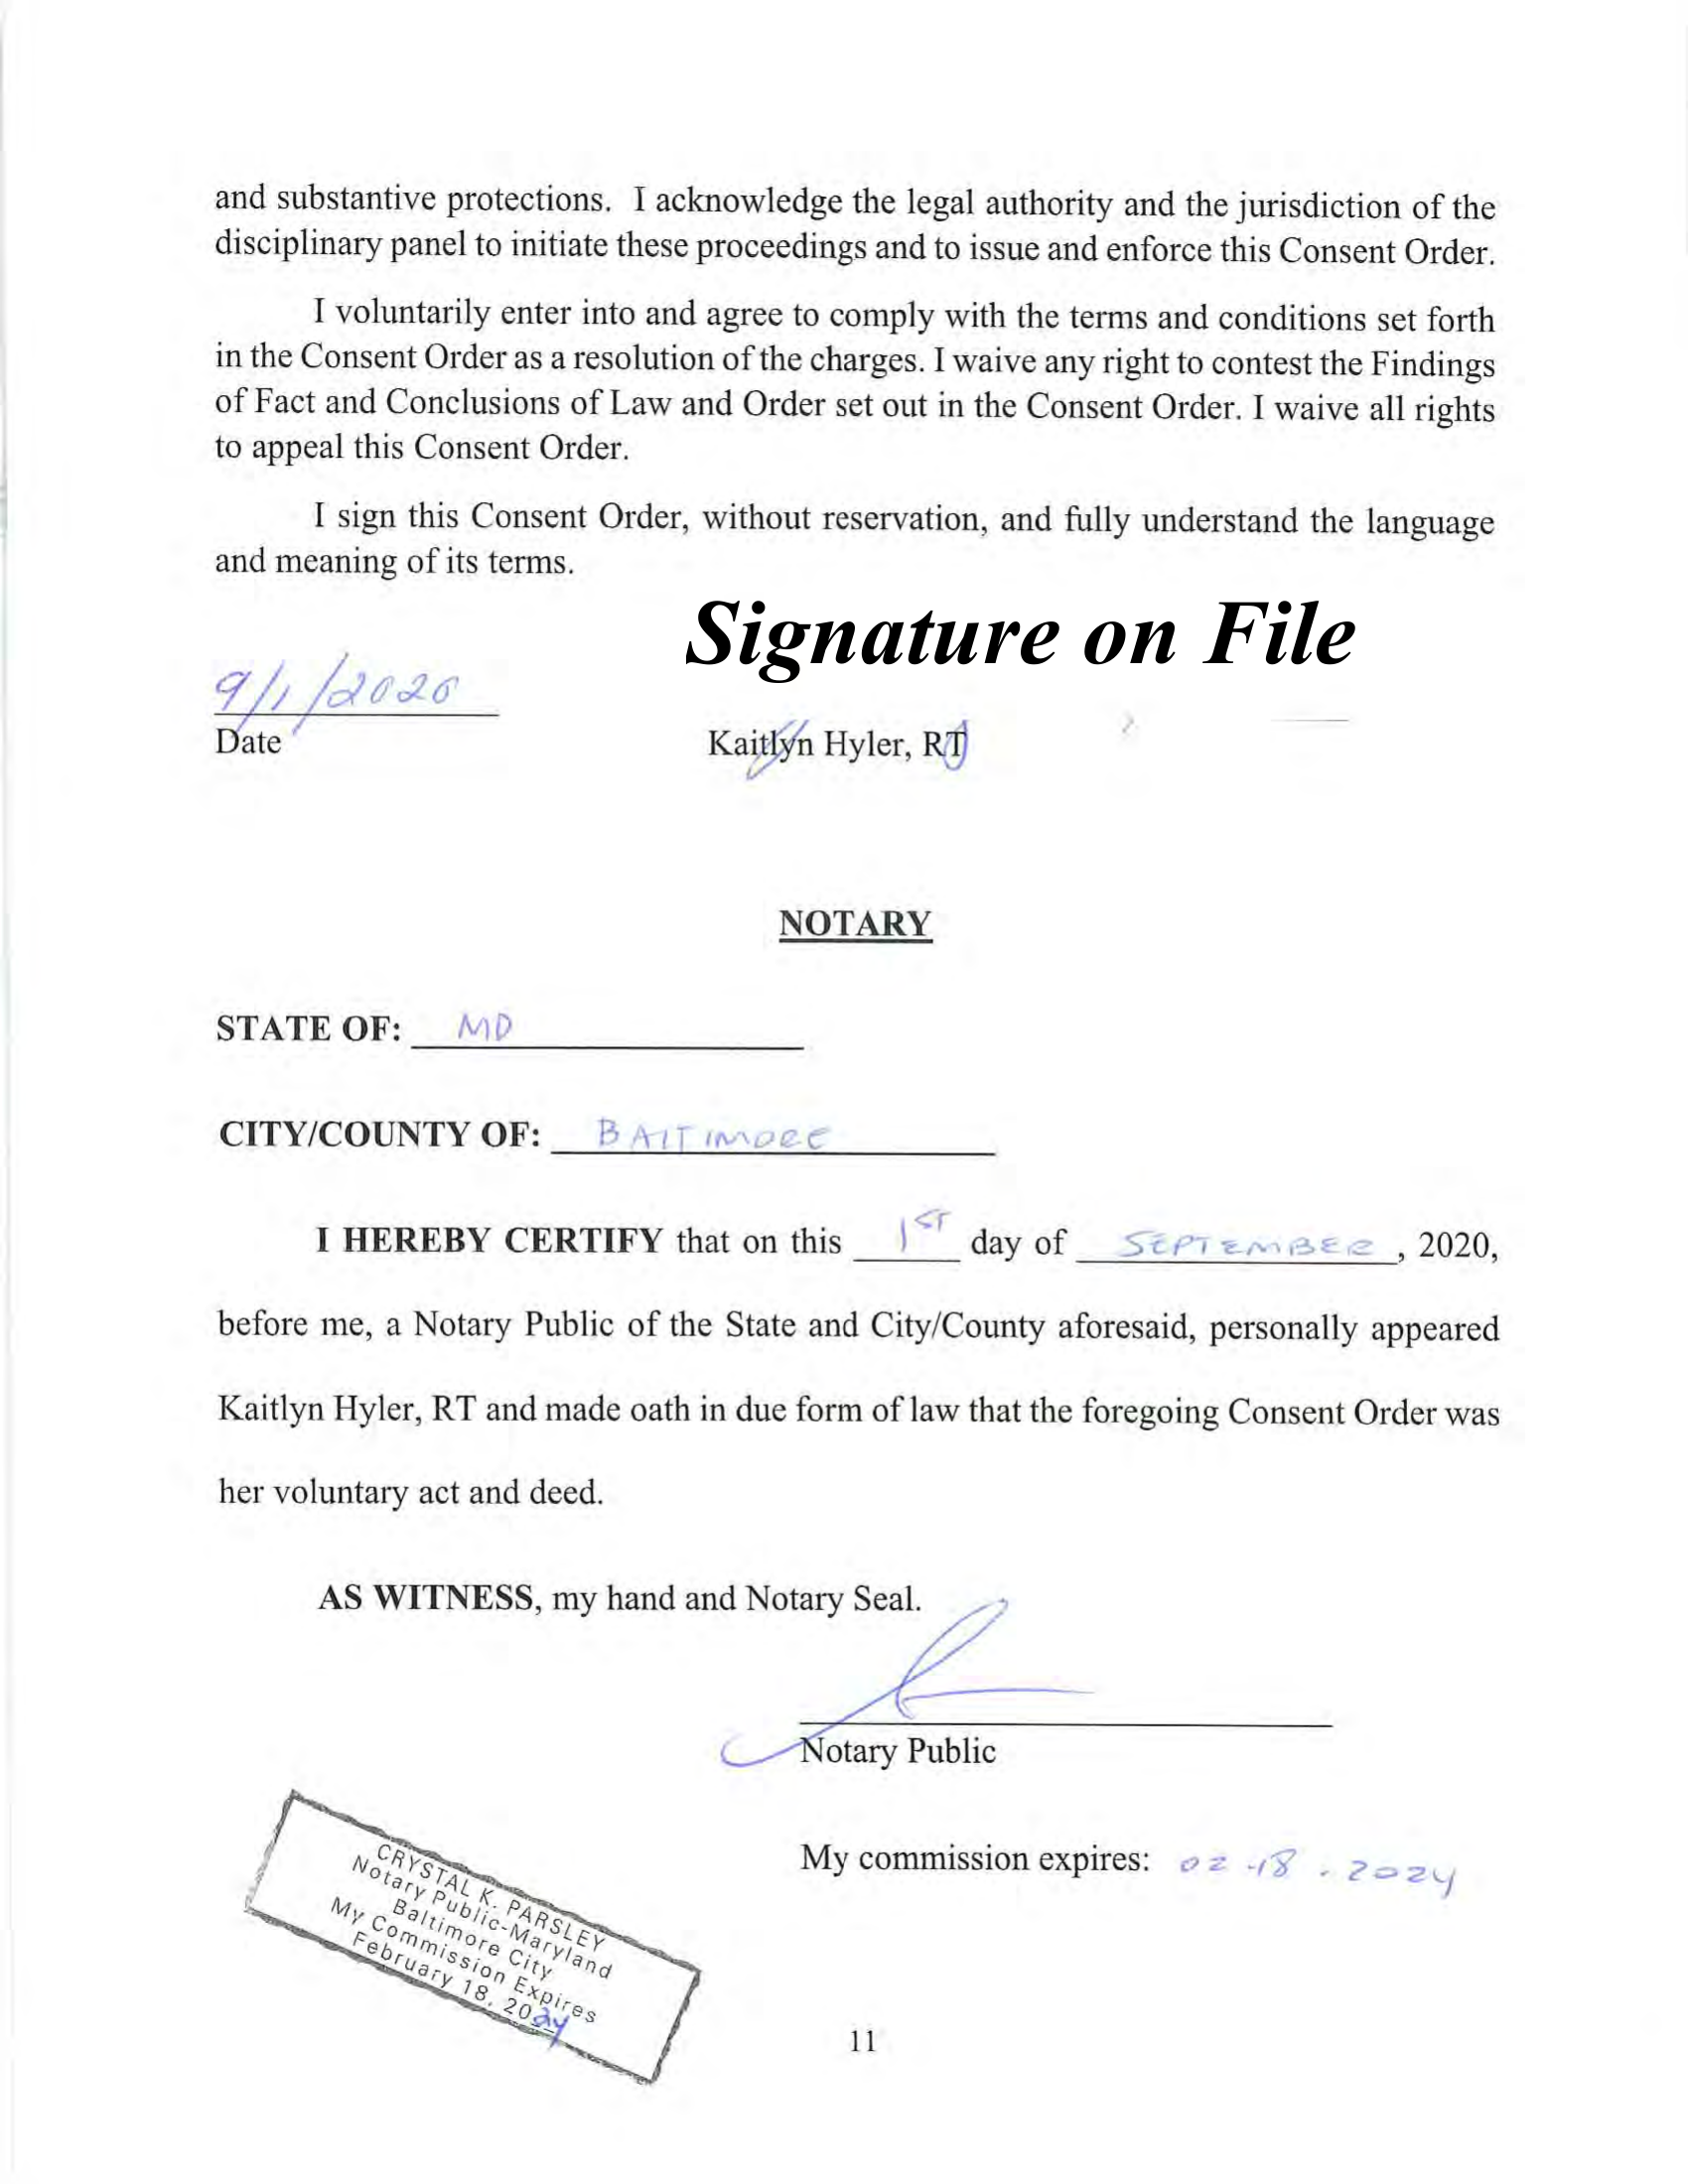 and substantive protections. I acknowledge the legal authority and the jurisdiction of the
disciplinary panel to initiate these proceedings and to issue and enforce this Consent Order.
I voluntarily enter into and agree to comply with the terms and conditions set forth
in the Consent Order as a resolution of the charges. I waive any right to contest the Findings
of Fact and Conclusions of Law and Order set out in the Consent Order. I waive all rights
to appeal this Consent Order.
I sign this Consent Order, without reservation, and fully understand the language
and meaning of its terms.
Signature on File
9/1/2020
Date
Kaitlyn Hyler, RT
NOTARY
STATE OF: MD
CITY/COUNTY OF: BALTIMORE
I HEREBY CERTIFY that on this 1ST day of SEPTEMBER, 2020,
before me, a Notary Public of the State and City/County aforesaid, personally appeared
Kaitlyn Hyler, RT and made oath in due form of law that the foregoing Consent Order was
her voluntary act and deed.
AS WITNESS, my hand and Notary Seal.
Notary Public
My commission expires: 02-18.2024
CRYSTAL K. PARSLEY
Notary Public-Maryland
Baltimore City
My Commission Expires
February 18, 2024
11